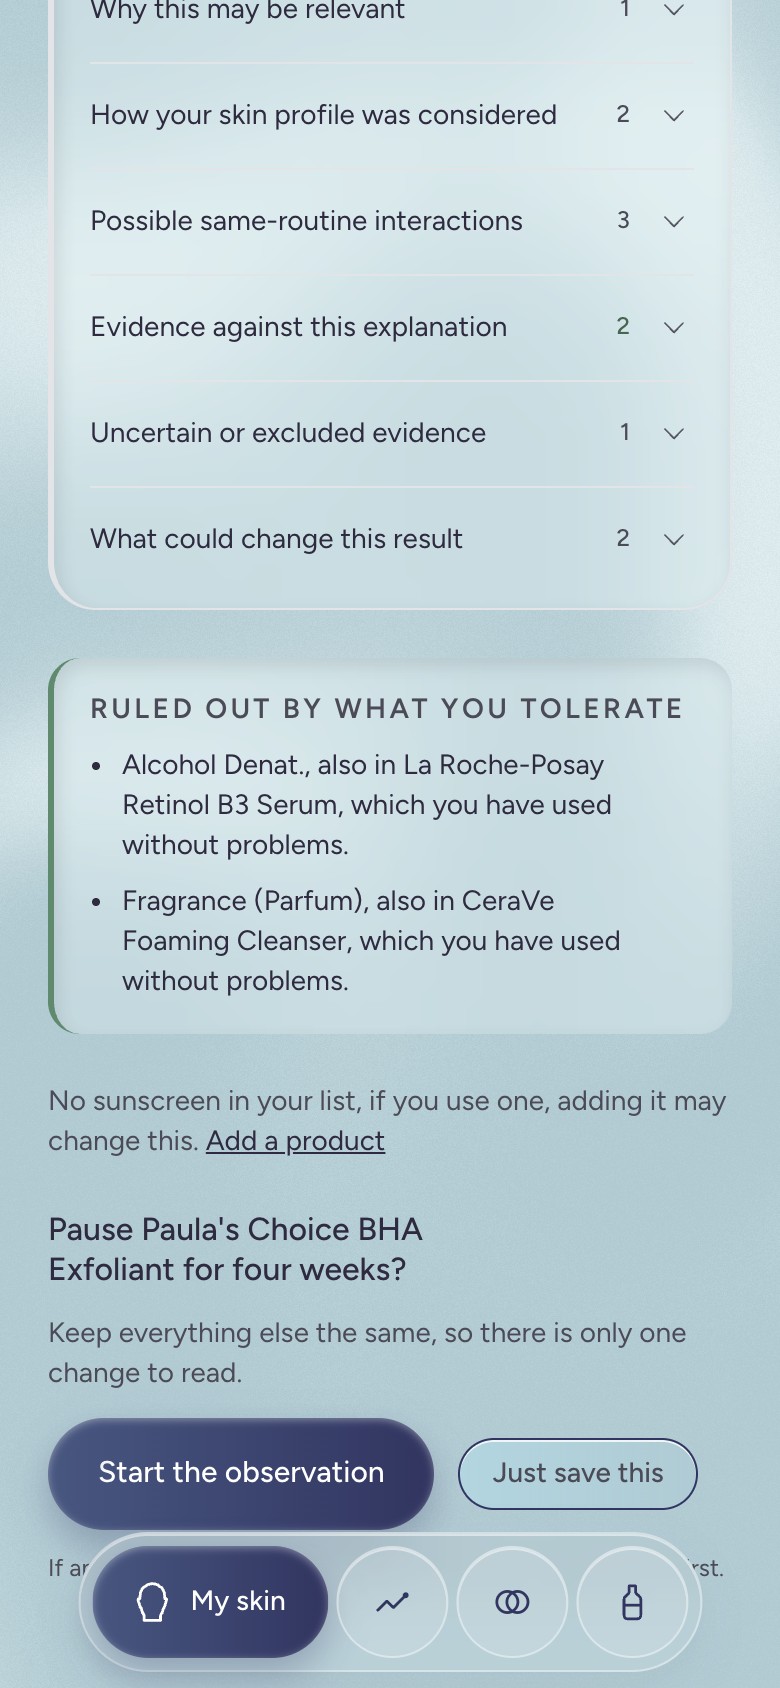 Why this may be relevant 1
How your skin profile was considered 2
Possible same-routine interactions 3
Evidence against this explanation 2
Uncertain or excluded evidence 1
What could change this result 2
RULED OUT BY WHAT YOU TOLERATE
• Alcohol Denat., also in La Roche-Posay
Retinol B3 Serum, which you have used
without problems.
• Fragrance (Parfum), also in CeraVe
Foaming Cleanser, which you have used
without problems.
No sunscreen in your list, if you use one, adding it may
change this. Add a product
Pause Paula's Choice BHA
Exfoliant for four weeks?
Keep everything else the same, so there is only one
change to read.
Start the observation Just save this
If
My skin